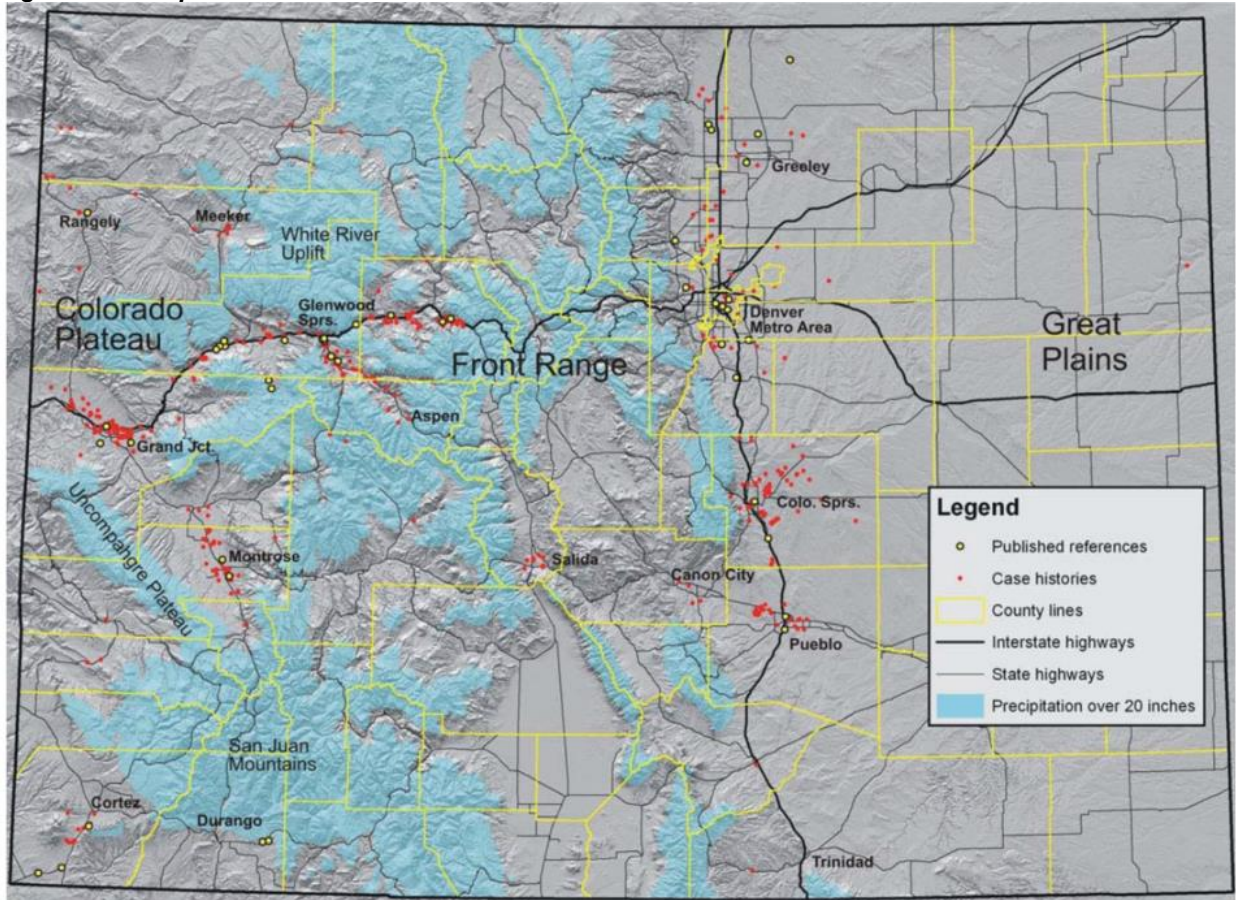 Greeley
Rangely
Meeker
White River
Uplift
Colorado
Plateau
Glenwood
Sprs.
Denver
Metro Area
Great
Plains
Front Range
Aspen
Grand Jct.
Uncompahgre Plateau
Colo. Sprs.
Montrose
Salida
Canon City
Pueblo
San Juan
Mountains
Cortez
Durango
Trinidad
Legend
Published references
Case histories
County lines
Interstate highways
State highways
Precipitation over 20 inches